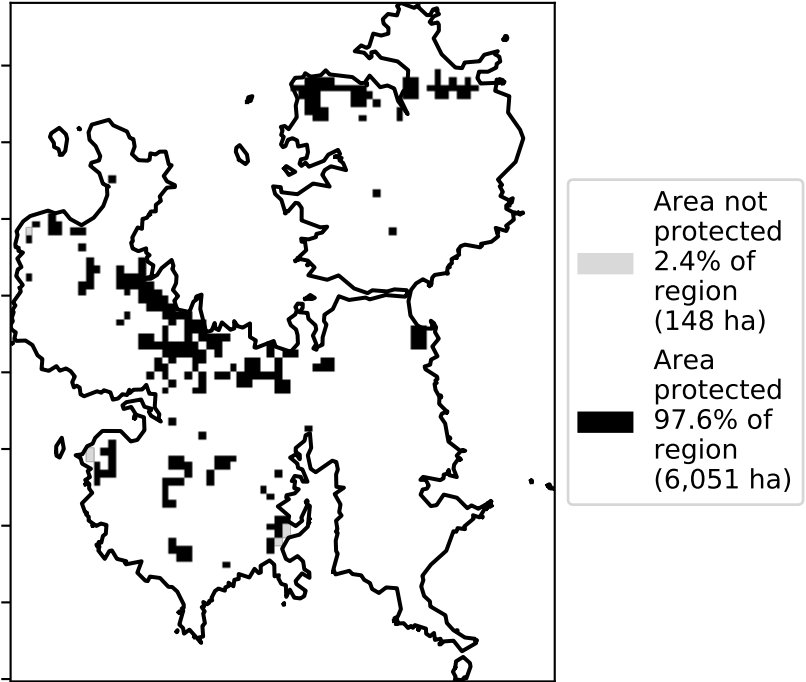 Area not
protected
2.4% of
region
(148 ha)
Area
protected
97.6% of
region
(6,051 ha)